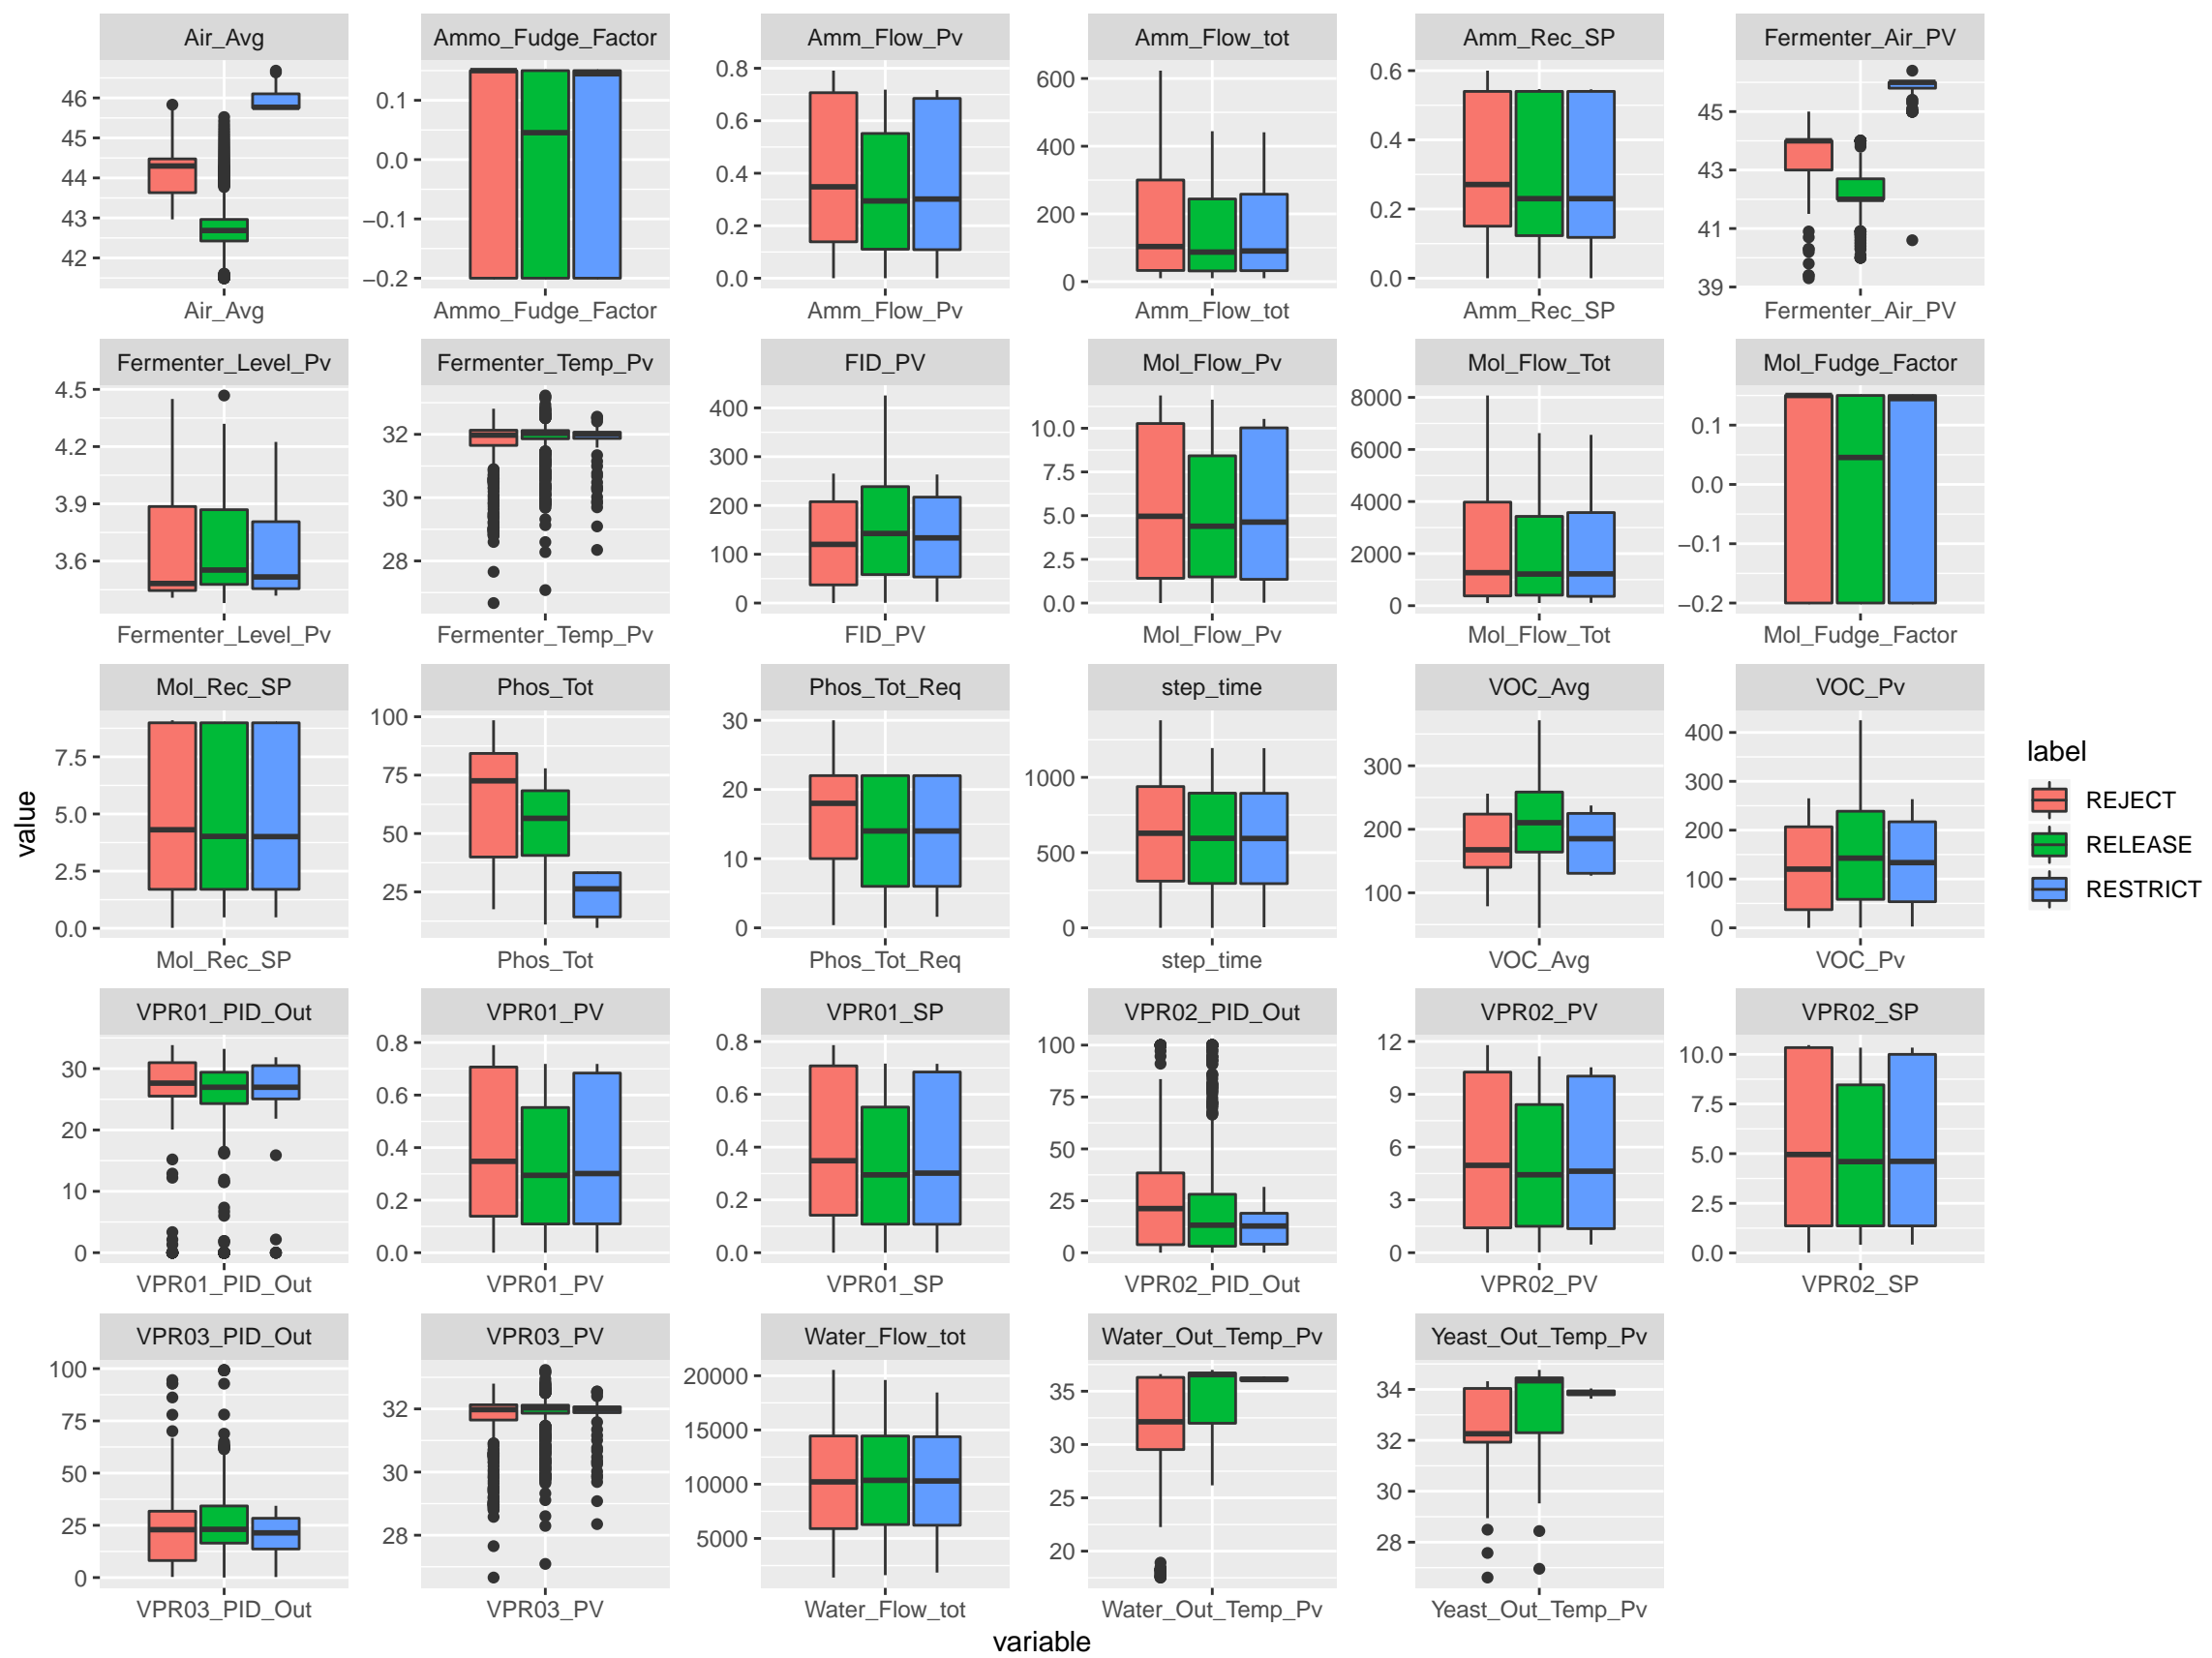 Air_Avg
Ammo_Fudge_Factor
Amm_Flow_Pv
Amm_Flow_tot
Amm_Rec_SP
Fermenter_Air_PV
46
45
44
43
42
0.1
0.0
−0.1
−0.2
0.8
0.6
0.4
0.2
0.0
600
400
200
0
0.6
0.4
0.2
0.0
45
43
41
39
Air_Avg
Ammo_Fudge_Factor
Amm_Flow_Pv
Amm_Flow_tot
Amm_Rec_SP
Fermenter_Air_PV
Fermenter_Level_Pv
Fermenter_Temp_Pv
FID_PV
Mol_Flow_Pv
Mol_Flow_Tot
Mol_Fudge_Factor
4.5
4.2
3.9
3.6
32
30
28
400
300
200
100
0
10.0
7.5
5.0
2.5
0.0
8000
6000
4000
2000
0
0.1
0.0
−0.1
−0.2
Fermenter_Level_Pv
Fermenter_Temp_Pv
FID_PV
Mol_Flow_Pv
Mol_Flow_Tot
Mol_Fudge_Factor
Mol_Rec_SP
Phos_Tot
Phos_Tot_Req
step_time
VOC_Avg
VOC_Pv
7.5
5.0
2.5
0.0
100
75
50
25
30
20
10
0
1000
500
0
300
200
100
400
300
200
100
0
Mol_Rec_SP
Phos_Tot
Phos_Tot_Req
step_time
VOC_Avg
VOC_Pv
VPR01_PID_Out
VPR01_PV
VPR01_SP
VPR02_PID_Out
VPR02_PV
VPR02_SP
30
20
10
0
0.8
0.6
0.4
0.2
0.0
0.8
0.6
0.4
0.2
0.0
100
75
50
25
0
12
9
6
3
0
10.0
7.5
5.0
2.5
0.0
VPR01_PID_Out
VPR01_PV
VPR01_SP
VPR02_PID_Out
VPR02_PV
VPR02_SP
VPR03_PID_Out
VPR03_PV
Water_Flow_tot
Water_Out_Temp_Pv
Yeast_Out_Temp_Pv
100
75
50
25
0
32
30
28
20000
15000
10000
5000
35
30
25
20
34
32
30
28
VPR03_PID_Out
VPR03_PV
Water_Flow_tot
Water_Out_Temp_Pv
Yeast_Out_Temp_Pv
variable
value
label
REJECT
RELEASE
RESTRICT